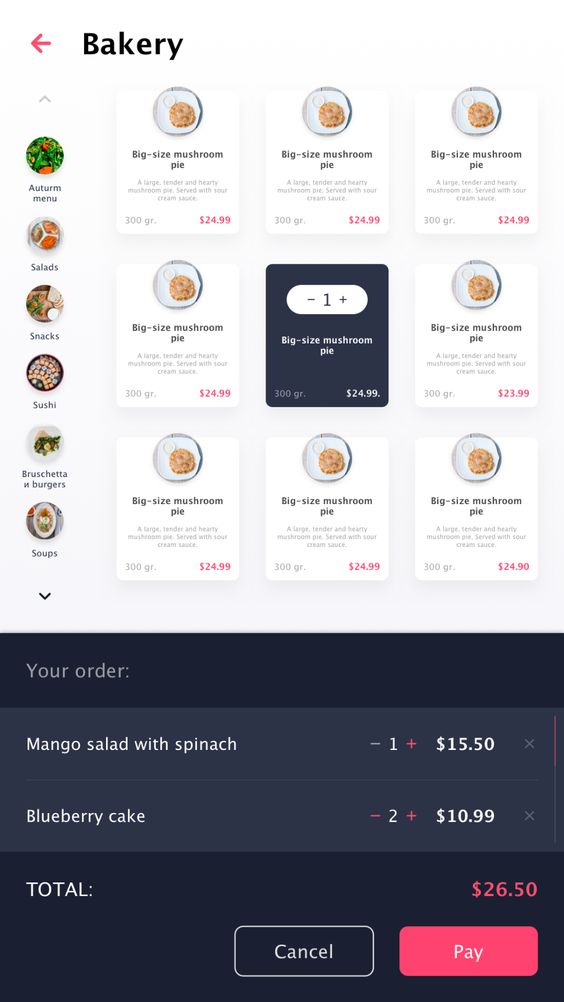 Bakery
Auturm
menu
Salads
Snacks
Sushi
Bruschetta
и burgers
Soups
Big-size mushroom
pie
A large, tender and hearty
mushroom pie. Served with sour
cream sauce.
300 gr. $24.99
Big-size mushroom
pie
A large, tender and hearty
mushroom pie. Served with sour
cream sauce.
300 gr. $24.99
Big-size mushroom
pie
A large, tender and hearty
mushroom pie. Served with sour
cream sauce.
300 gr. $24.99
Big-size mushroom
pie
A large, tender and hearty
mushroom pie. Served with sour
cream sauce.
300 gr. $24.99
− 1 +
Big-size mushroom
pie
300 gr. $24.99.
Big-size mushroom
pie
A large, tender and hearty
mushroom pie. Served with sour
cream sauce.
300 gr. $23.99
Big-size mushroom
pie
A large, tender and hearty
mushroom pie. Served with sour
cream sauce.
300 gr. $24.99
Big-size mushroom
pie
A large, tender and hearty
mushroom pie. Served with sour
cream sauce.
300 gr. $24.99
Big-size mushroom
pie
A large, tender and hearty
mushroom pie. Served with sour
cream sauce.
300 gr. $24.90
Your order:
Mango salad with spinach − 1 + $15.50 ×
Blueberry cake − 2 + $10.99 ×
TOTAL: $26.50
Cancel Pay